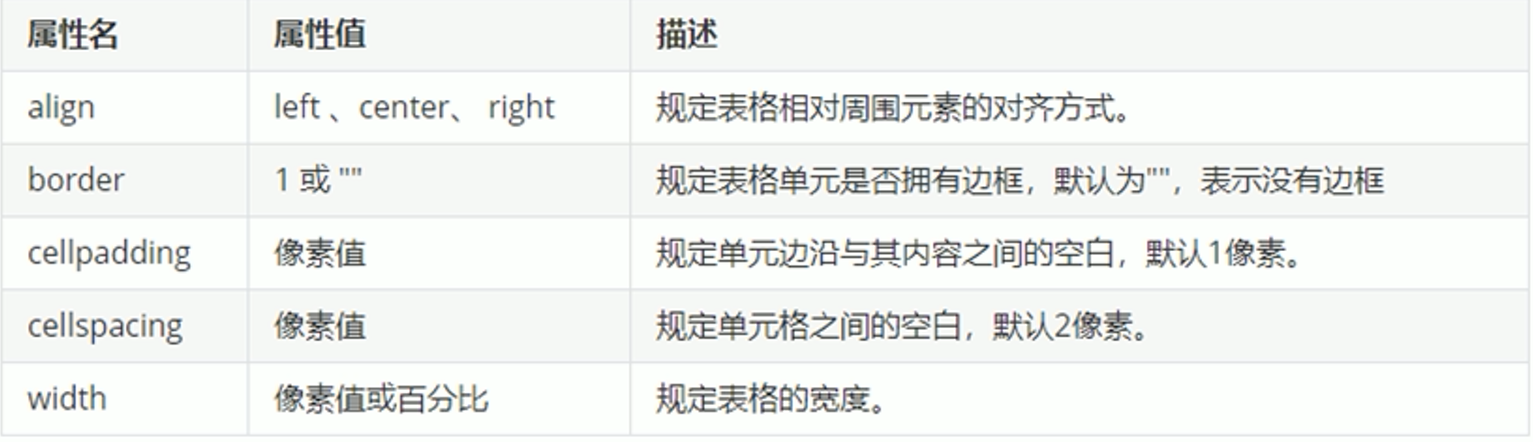 属性名 属性值 描述
align left 、center、 right 规定表格相对周围元素的对齐方式。
border 1 或 "" 规定表格单元是否拥有边框，默认为""，表示没有边框
cellpadding 像素值 规定单元边沿与其内容之间的空白，默认1像素。
cellspacing 像素值 规定单元格之间的空白，默认2像素。
width 像素值或百分比 规定表格的宽度。